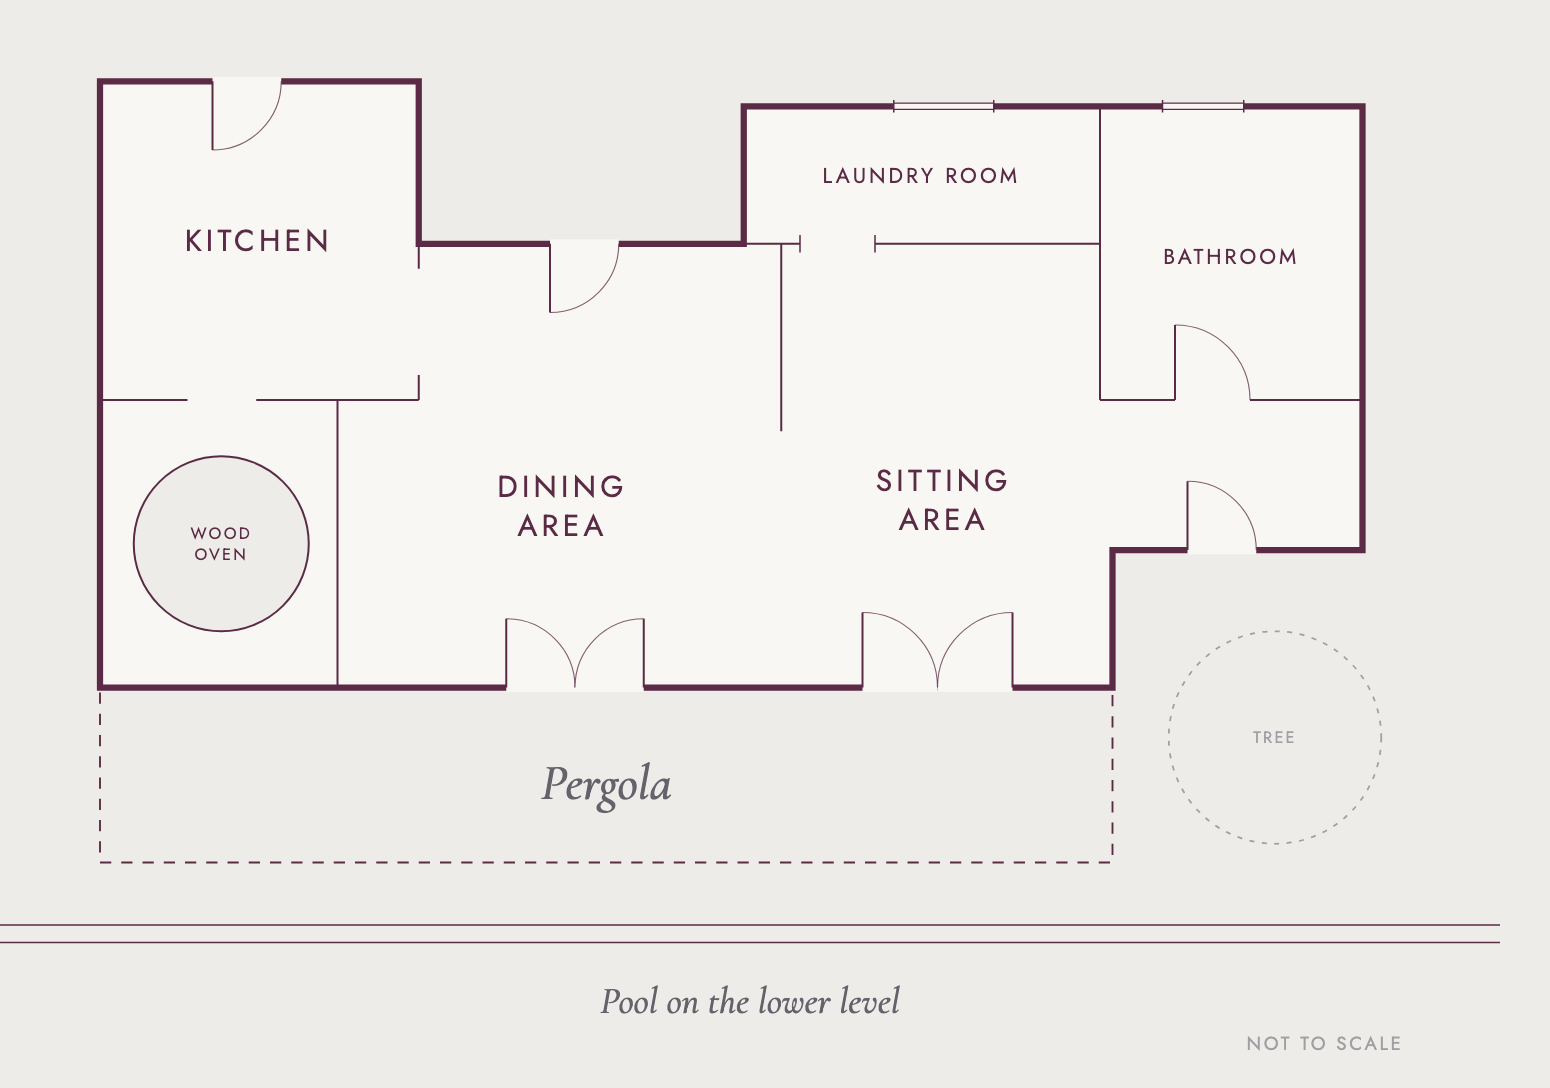 LAUNDRY ROOM
KITCHEN
BATHROOM
DINING
AREA
SITTING
AREA
WOOD
OVEN
TREE
Pergola
Pool on the lower level
NOT TO SCALE